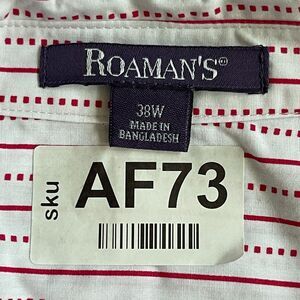 ROAMAN'S®
38W
MADE IN
BANGLADESH
sku
AF73